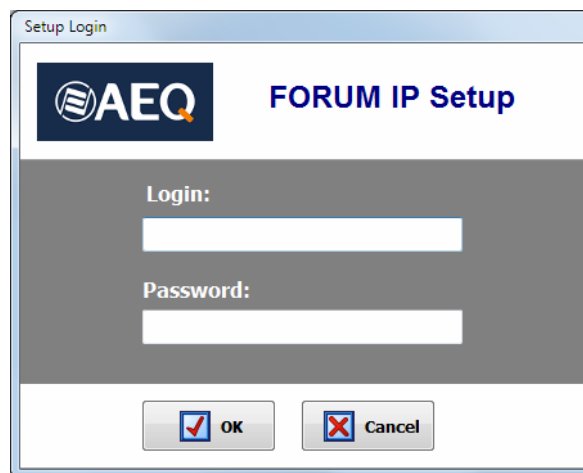 Setup Login
AEQ
FORUM IP Setup
Login:
Password:
OK
Cancel